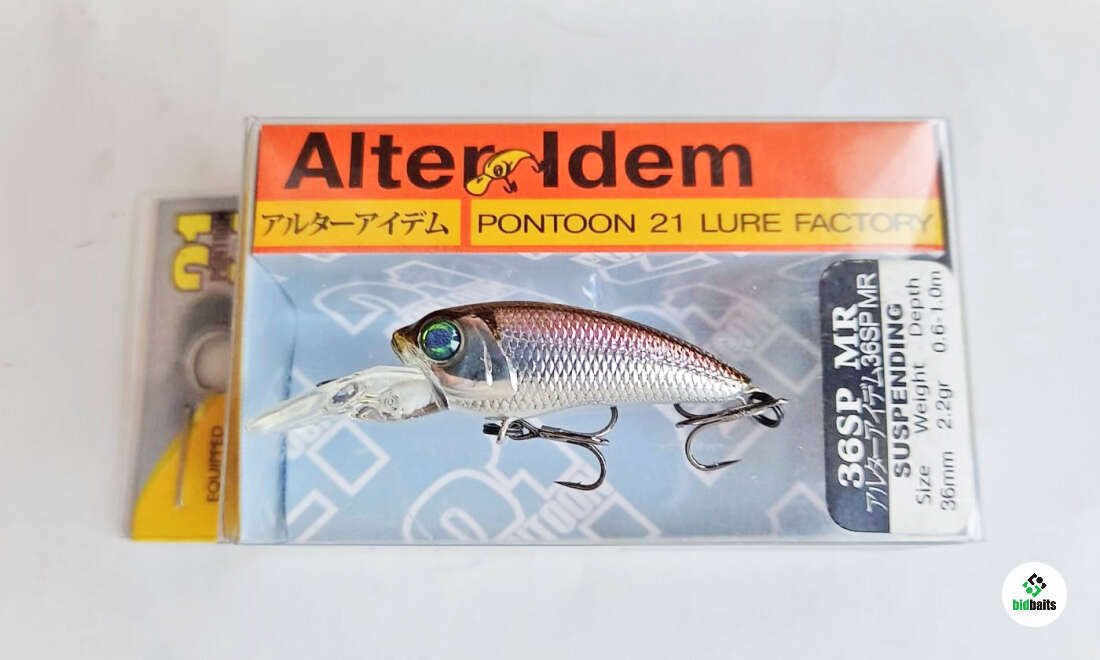 Alter Idem
アルターアイデム
PONTOON 21 LURE FACTORY
21
EQUIPPED
36SP MR
アルターアイデム36SPMR
SUSPENDING
Size Weight Depth
36mm 2.2gr 0.6-1.0m
bidbaits